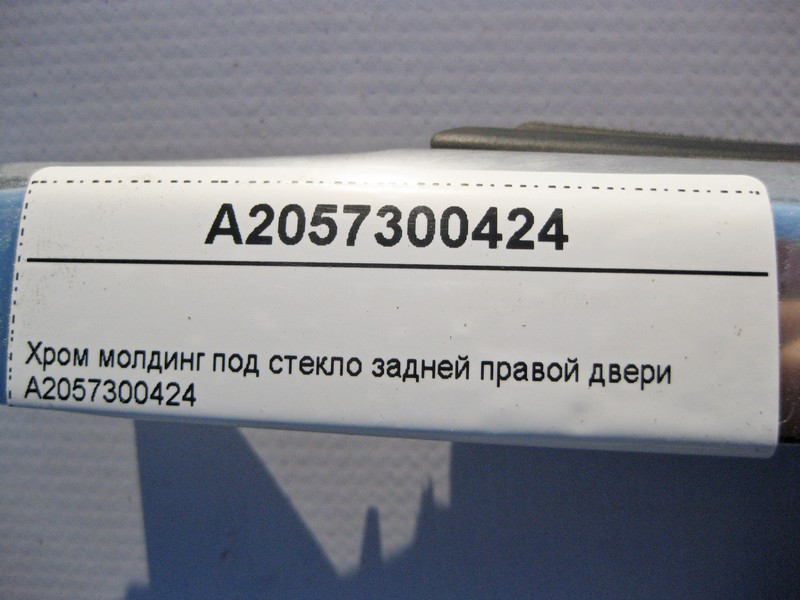 A2057300424
Хром молдинг под стекло задней правой двери
A2057300424